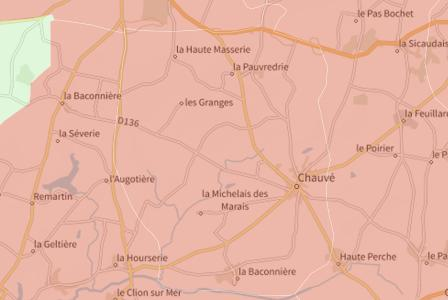 le Pas Bochet
la Haute Masserie
la Sicaudais
la Pauvredrie
la Baconnière
les Granges
D136
la Feuillard
la Séverie
le Poirier
l'Augotière
Chauvé
Remartin
la Michelais des
Marais
la Geltière
la Hourserie
Haute Perche
la Baconnière
le Clion sur Mer